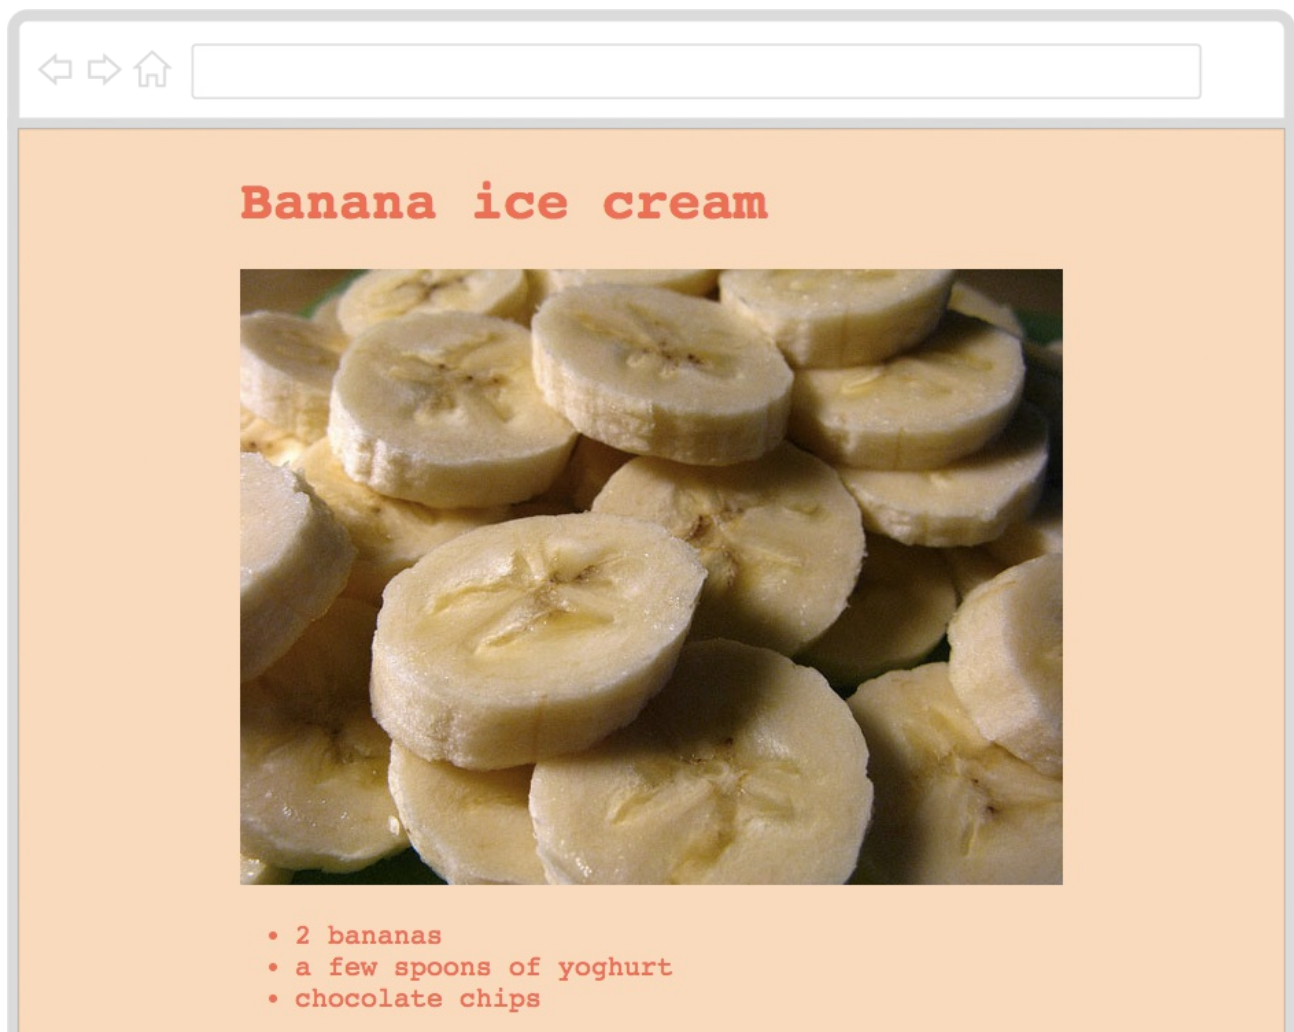 Banana ice cream
• 2 bananas
• a few spoons of yoghurt
• chocolate chips